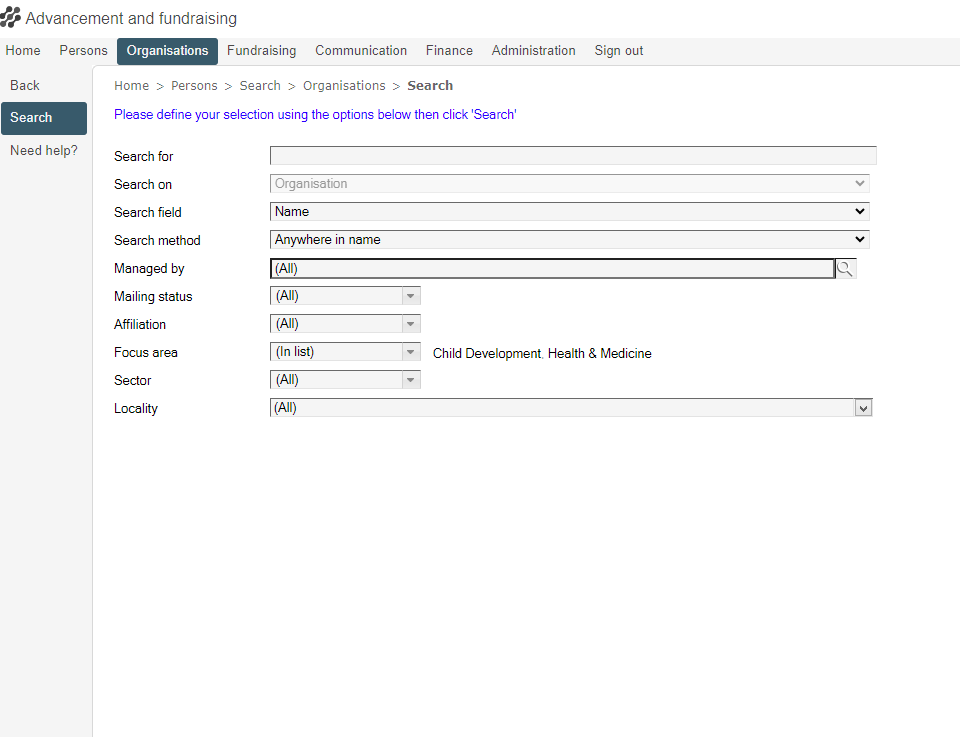 Advancement and fundraising
Home Persons Organisations Fundraising Communication Finance Administration Sign out
Back
Search
Need help?
Home > Persons > Search > Organisations > Search
Please define your selection using the options below then click 'Search'
Search for
Search on Organisation
Search field Name
Search method Anywhere in name
Managed by (All)
Mailing status (All)
Affiliation (All)
Focus area (In list) Child Development, Health & Medicine
Sector (All)
Locality (All)